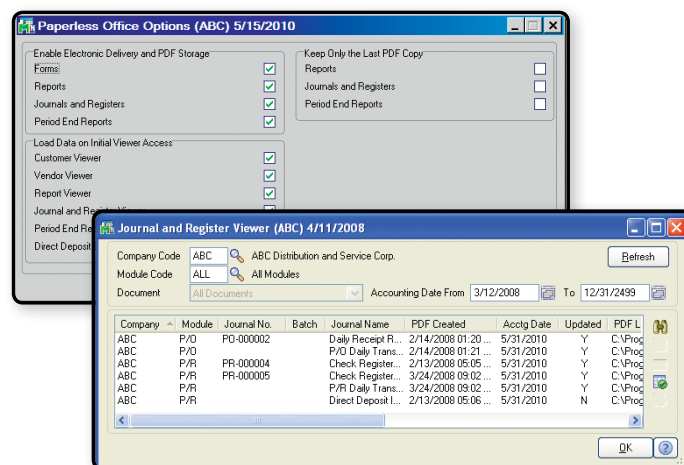 Paperless Office Options (ABC) 5/15/2010
Enable Electronic Delivery and PDF Storage
Forms
Reports
Journals and Registers
Period End Reports
Keep Only the Last PDF Copy
Reports
Journals and Registers
Period End Reports
Load Data on Initial Viewer Access
Customer Viewer
Vendor Viewer
Report Viewer
Journal and Register Viewer
Period End Re
Direct Deposit
Journal and Register Viewer (ABC) 4/11/2008
Company Code ABC ABC Distribution and Service Corp. Refresh
Module Code ALL All Modules
Document All Documents Accounting Date From 3/12/2008 To 12/31/2499
Company Module Journal No. Batch Journal Name PDF Created Acctg Date Updated PDF L
ABC P/O PO-000002 Daily Receipt R... 2/14/2008 01:20 ... 5/31/2010 Y C:\Prog
ABC P/O P/O Daily Trans... 2/14/2008 01:21 ... 5/31/2010 Y C:\Prog
ABC P/R PR-000004 Check Register... 2/13/2008 05:05 ... 5/31/2010 Y C:\Prog
ABC P/R PR-000005 Check Register... 3/24/2008 09:02 ... 5/31/2010 Y C:\Prog
ABC P/R P/R Daily Trans... 3/24/2008 09:02 ... 5/31/2010 Y C:\Prog
ABC P/R Direct Deposit I... 2/13/2008 05:06 ... 5/31/2010 N C:\Prog
OK